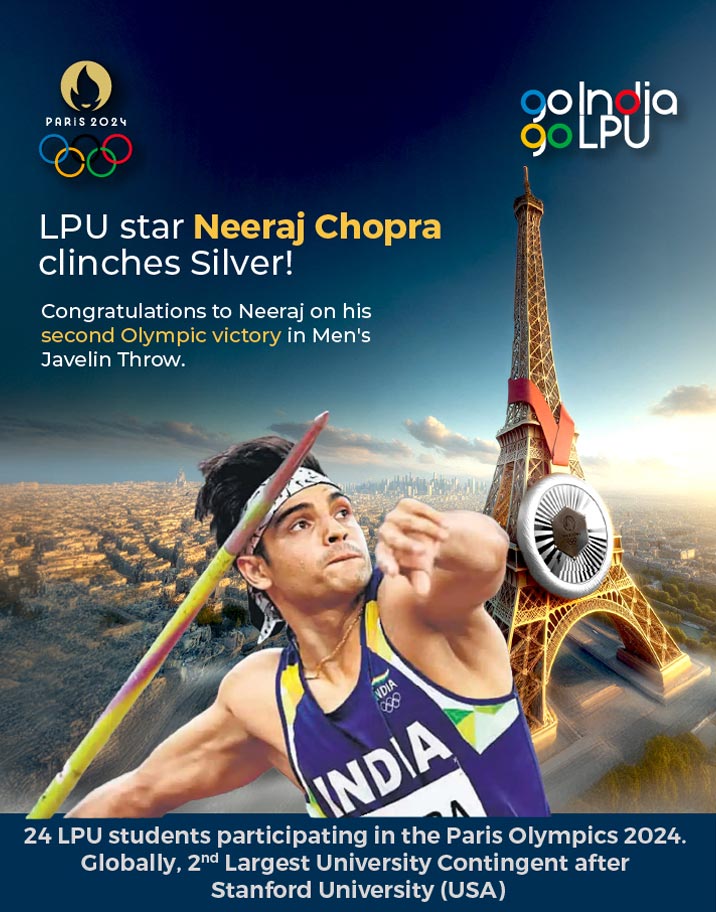 PARIS 2024
go India
go LPU
LPU star Neeraj Chopra
clinches Silver!
Congratulations to Neeraj on his
second Olympic victory in Men's
Javelin Throw.
INDIA
INDIA
24 LPU students participating in the Paris Olympics 2024.
Globally, 2nd Largest University Contingent after
Stanford University (USA)